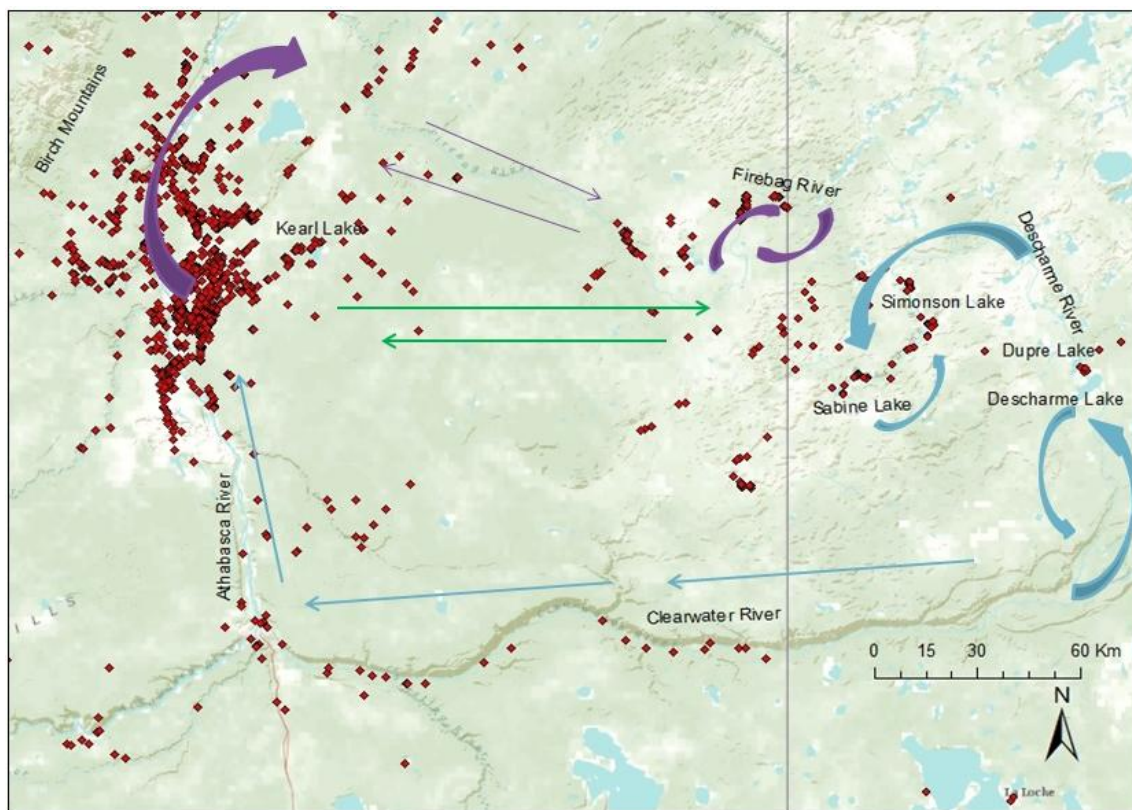 Birch Mountains
Firebag River
Kearl Lake
Descharme River
Simonson Lake
Dupre Lake
Sabine Lake
Descharme Lake
Athabasca River
ILLS
Clearwater River
0 15 30 60 Km
N
La Loche